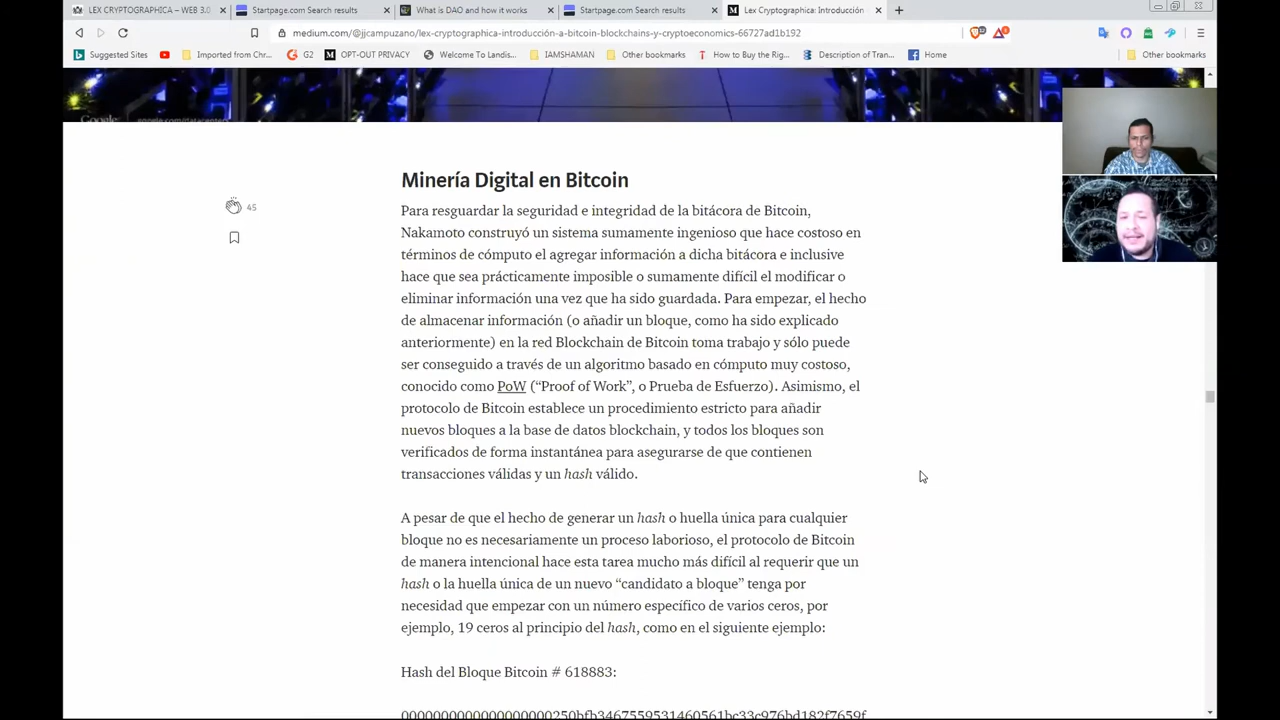 LEX CRYPTOGRAPHICA – WEB 3.0
Startpage.com Search results
What is DAO and how it works
Startpage.com Search results
Lex Cryptographica: Introducción
medium.com/@jjcampuzano/lex-cryptographica-introducción-a-bitcoin-blockchains-y-cryptoeconomics-66727ad1b192
Suggested Sites
Imported from Chr...
G2
OPT-OUT PRIVACY
Welcome To Landis...
IAMSHAMAN
Other bookmarks
How to Buy the Rig...
Description of Tran...
Home
Other bookmarks
Google
google.com/datacenter
Minería Digital en Bitcoin
Para resguardar la seguridad e integridad de la bitácora de Bitcoin,
Nakamoto construyó un sistema sumamente ingenioso que hace costoso en
términos de cómputo el agregar información a dicha bitácora e inclusive
hace que sea prácticamente imposible o sumamente difícil el modificar o
eliminar información una vez que ha sido guardada. Para empezar, el hecho
de almacenar información (o añadir un bloque, como ha sido explicado
anteriormente) en la red Blockchain de Bitcoin toma trabajo y sólo puede
ser conseguido a través de un algoritmo basado en cómputo muy costoso,
conocido como PoW (“Proof of Work”, o Prueba de Esfuerzo). Asimismo, el
protocolo de Bitcoin establece un procedimiento estricto para añadir
nuevos bloques a la base de datos blockchain, y todos los bloques son
verificados de forma instantánea para asegurarse de que contienen
transacciones válidas y un hash válido.
45
A pesar de que el hecho de generar un hash o huella única para cualquier
bloque no es necesariamente un proceso laborioso, el protocolo de Bitcoin
de manera intencional hace esta tarea mucho más difícil al requerir que un
hash o la huella única de un nuevo “candidato a bloque” tenga por
necesidad que empezar con un número específico de varios ceros, por
ejemplo, 19 ceros al principio del hash, como en el siguiente ejemplo:
Hash del Bloque Bitcoin # 618883: